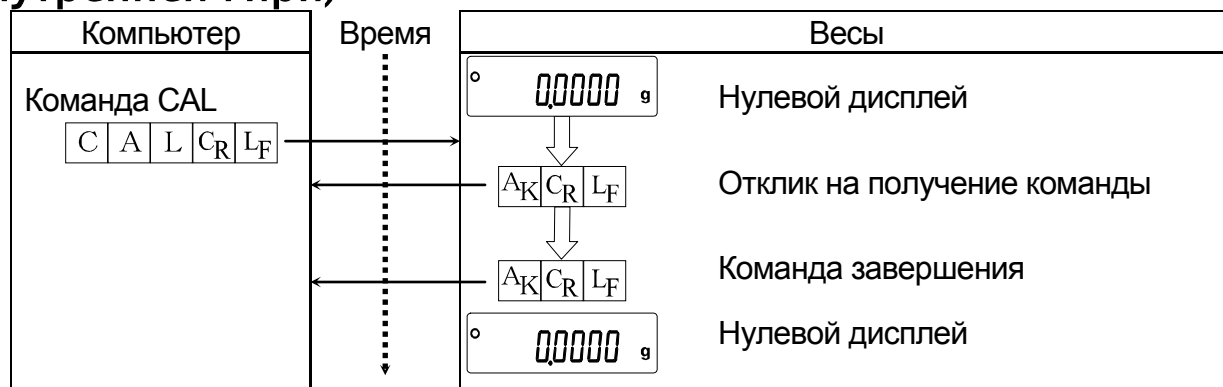 Компьютер Время Весы
0.0000 g Нулевой дисплей
Команда CAL
C A L CR LF
AK CR LF Отклик на получение команды
AK CR LF Команда завершения
0.0000 g Нулевой дисплей